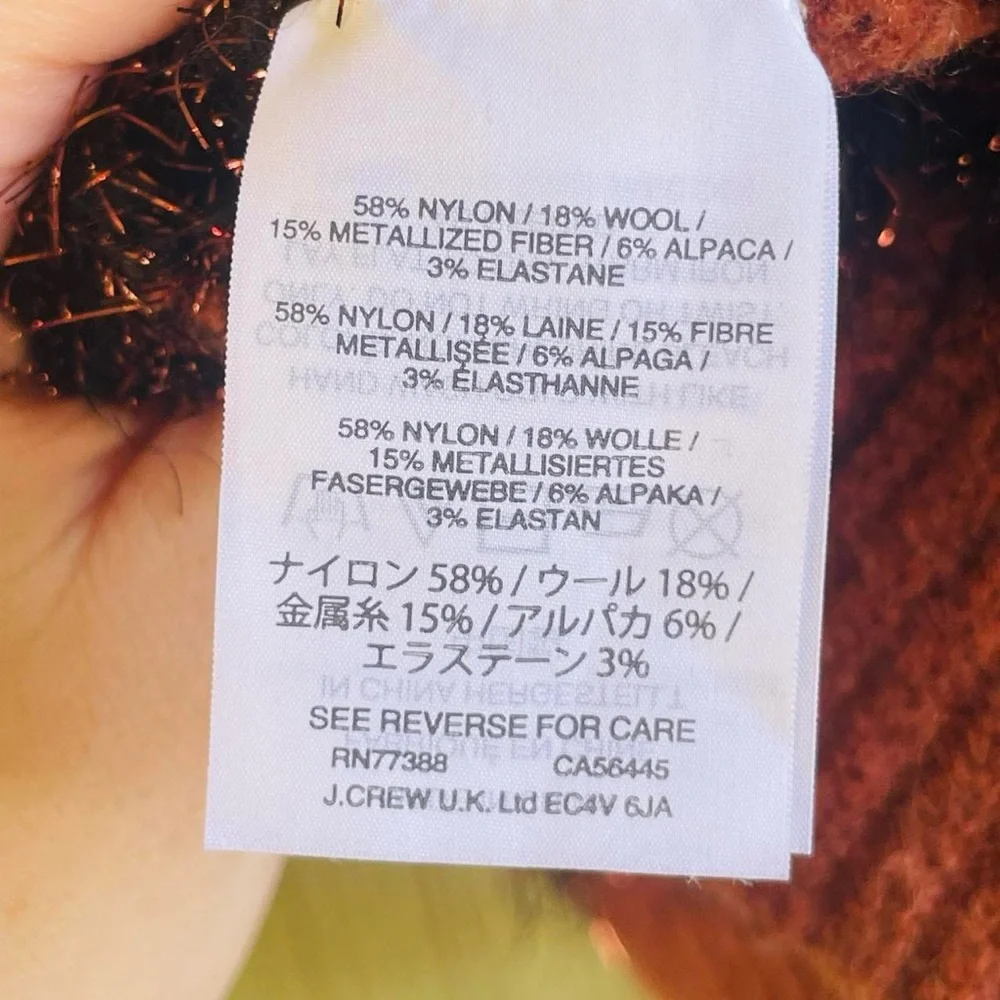 58% NYLON / 18% WOOL /
15% METALLIZED FIBER / 6% ALPACA /
3% ELASTANE
58% NYLON / 18% LAINE / 15% FIBRE
METALLISÉE / 6% ALPAGA /
3% ÉLASTHANNE
58% NYLON / 18% WOLLE /
15% METALLISIERTES
FASERGEWEBE / 6% ALPAKA /
3% ELASTAN
ナイロン 58% / ウール 18% /
金属糸 15% / アルパカ 6% /
エラステーン 3%
SEE REVERSE FOR CARE
RN77388 CA56445
J.CREW U.K. Ltd EC4V 6JA